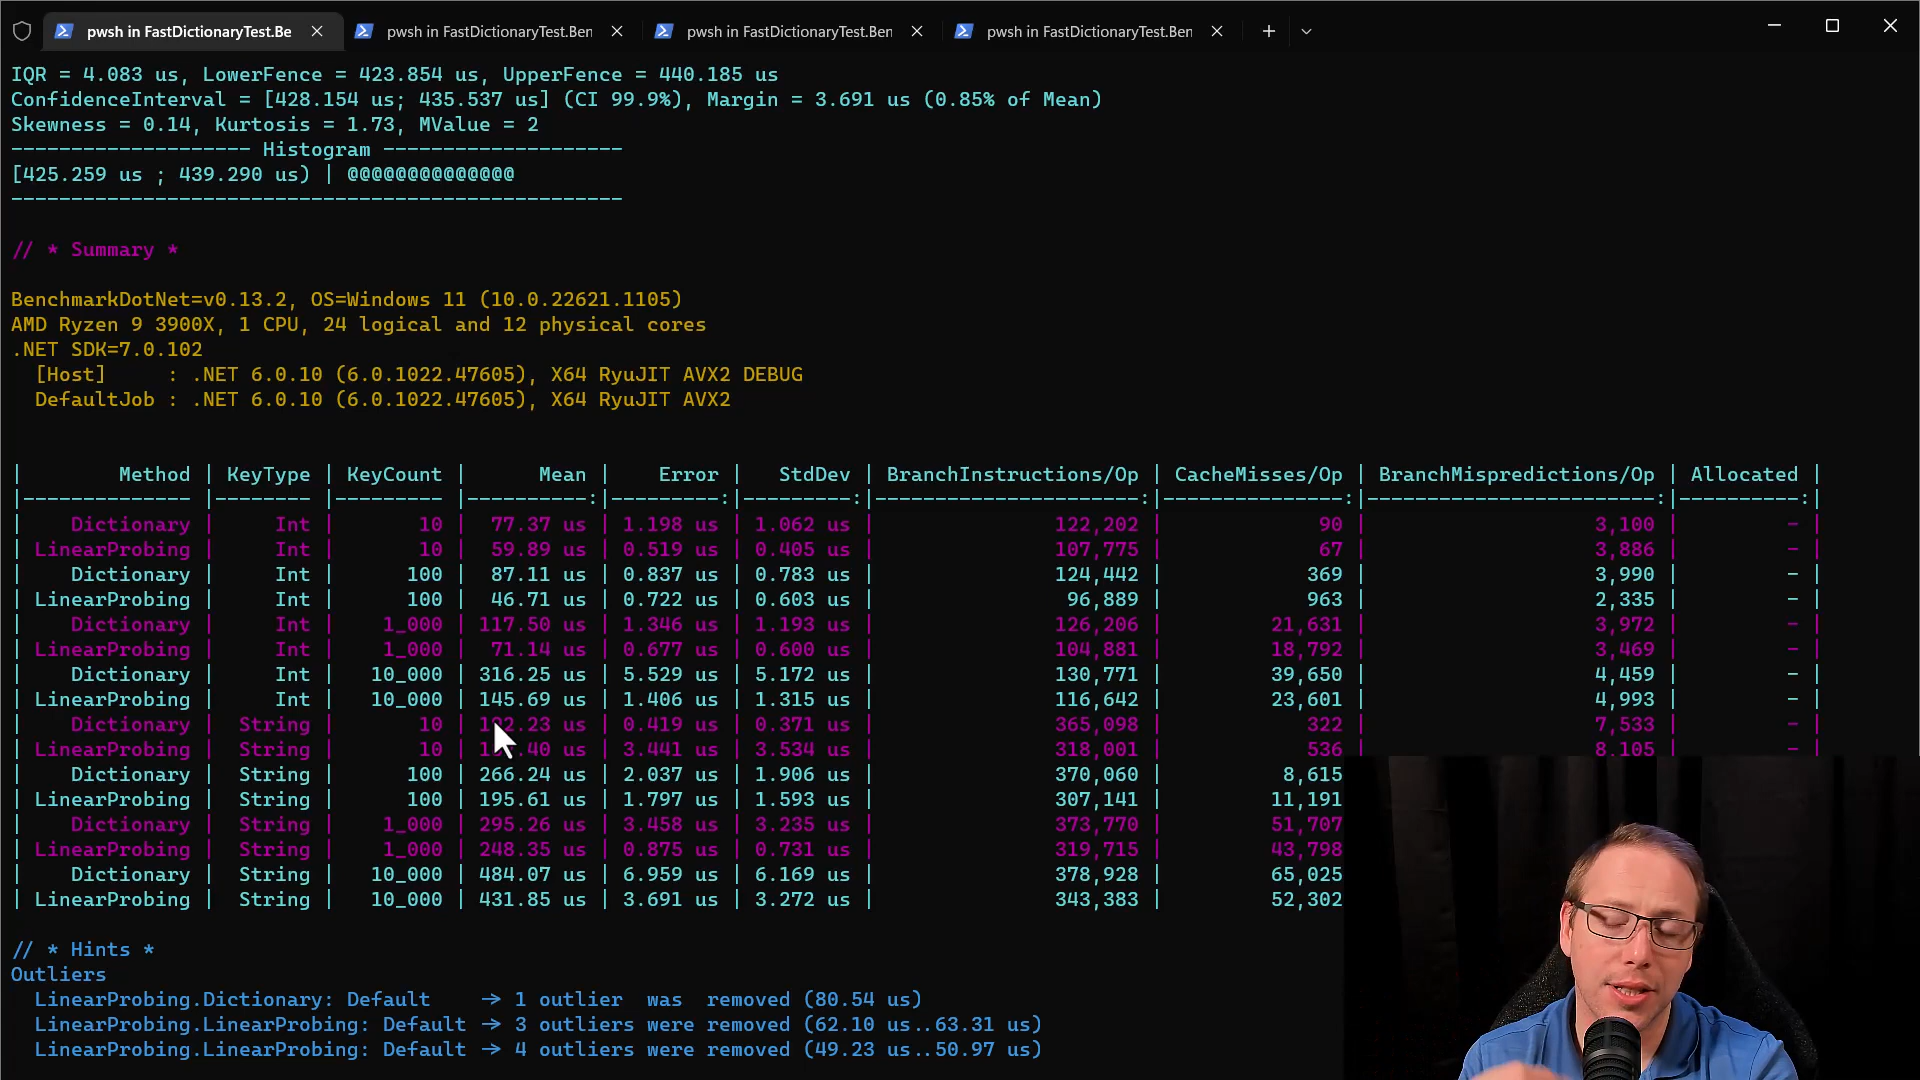 pwsh in FastDictionaryTest.Be
pwsh in FastDictionaryTest.Ben
pwsh in FastDictionaryTest.Ben
pwsh in FastDictionaryTest.Ben
IQR = 4.083 us, LowerFence = 423.854 us, UpperFence = 440.185 us
ConfidenceInterval = [428.154 us; 435.537 us] (CI 99.9%), Margin = 3.691 us (0.85% of Mean)
Skewness = 0.14, Kurtosis = 1.73, MValue = 2
-------------------- Histogram --------------------
[425.259 us ; 439.290 us) | @@@@@@@@@@@@@@
---------------------------------------------------
// * Summary *
BenchmarkDotNet=v0.13.2, OS=Windows 11 (10.0.22621.1105)
AMD Ryzen 9 3900X, 1 CPU, 24 logical and 12 physical cores
.NET SDK=7.0.102
[Host] : .NET 6.0.10 (6.0.1022.47605), X64 RyuJIT AVX2 DEBUG
DefaultJob : .NET 6.0.10 (6.0.1022.47605), X64 RyuJIT AVX2
| Method | KeyType | KeyCount | Mean | Error | StdDev | BranchInstructions/Op | CacheMisses/Op | BranchMispredictions/Op | Allocated |
|-------------- |-------- |--------- |----------:|---------:|---------:|----------------------:|---------------:|------------------------:|----------:|
| Dictionary | Int | 10 | 77.37 us | 1.198 us | 1.062 us | 122,202 | 90 | 3,100 | - |
| LinearProbing | Int | 10 | 59.89 us | 0.519 us | 0.405 us | 107,775 | 67 | 3,886 | - |
| Dictionary | Int | 100 | 87.11 us | 0.837 us | 0.783 us | 124,442 | 369 | 3,990 | - |
| LinearProbing | Int | 100 | 46.71 us | 0.722 us | 0.603 us | 96,889 | 963 | 2,335 | - |
| Dictionary | Int | 1_000 | 117.50 us | 1.346 us | 1.193 us | 126,206 | 21,631 | 3,972 | - |
| LinearProbing | Int | 1_000 | 71.14 us | 0.677 us | 0.600 us | 104,881 | 18,792 | 3,469 | - |
| Dictionary | Int | 10_000 | 316.25 us | 5.529 us | 5.172 us | 130,771 | 39,650 | 4,459 | - |
| LinearProbing | Int | 10_000 | 145.69 us | 1.406 us | 1.315 us | 116,642 | 23,601 | 4,993 | - |
| Dictionary | String | 10 | us | 0.419 us | 0.371 us | 365,098 | 322 | 7,533 | - |
| LinearProbing | String | 10 | us | 3.441 us | 3.534 us | 318,001 | 536 | 8,105 | - |
| Dictionary | String | 100 | 266.24 us | 2.037 us | 1.906 us | 370,060 | 8,615
| LinearProbing | String | 100 | 195.61 us | 1.797 us | 1.593 us | 307,141 | 11,191
| Dictionary | String | 1_000 | 295.26 us | 3.458 us | 3.235 us | 373,770 | 51,707
| LinearProbing | String | 1_000 | 248.35 us | 0.875 us | 0.731 us | 319,715 | 43,798
| Dictionary | String | 10_000 | 484.07 us | 6.959 us | 6.169 us | 378,928 | 65,025
| LinearProbing | String | 10_000 | 431.85 us | 3.691 us | 3.272 us | 343,383 | 52,302
// * Hints *
Outliers
LinearProbing.Dictionary: Default -> 1 outlier was removed (80.54 us)
LinearProbing.LinearProbing: Default -> 3 outliers were removed (62.10 us..63.31 us)
LinearProbing.LinearProbing: Default -> 4 outliers were removed (49.23 us..50.97 us)